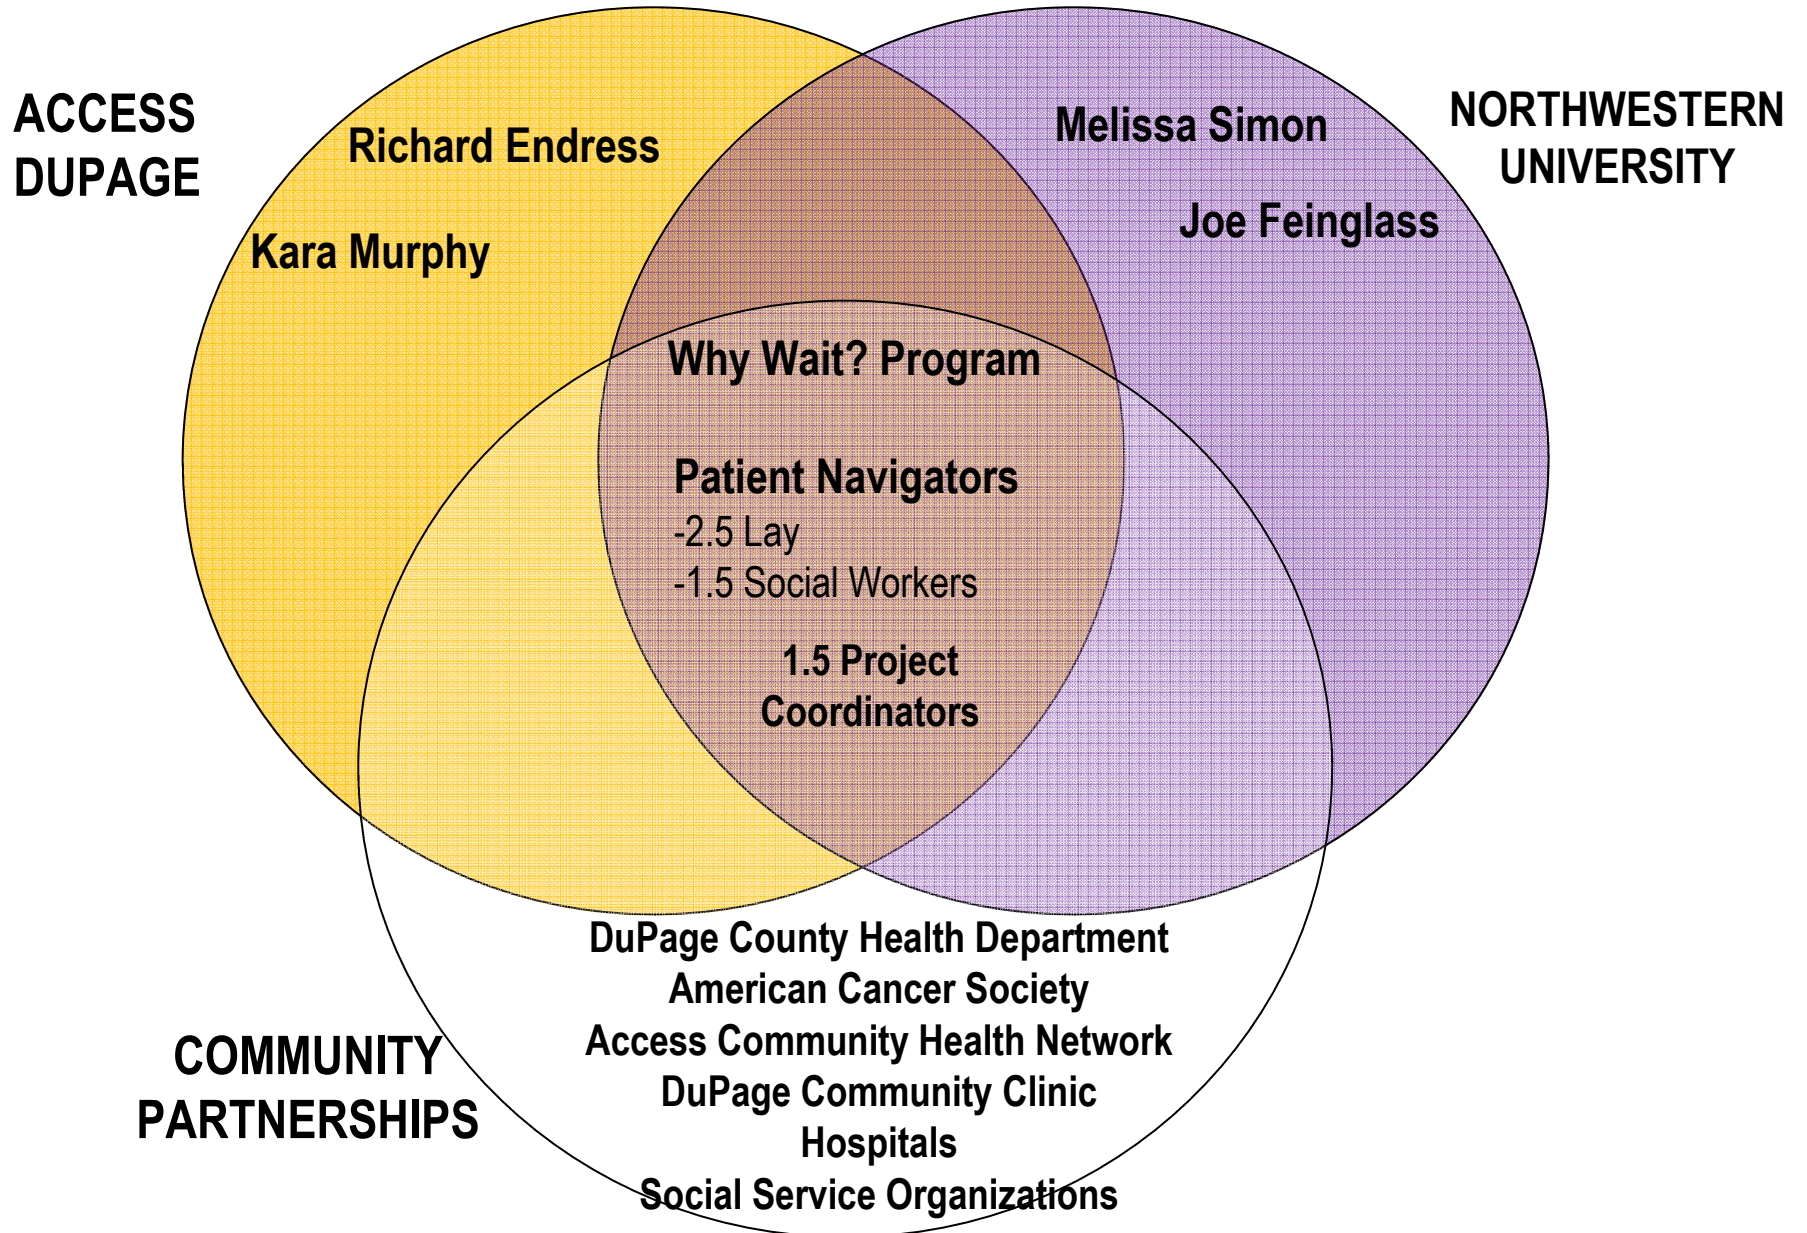 ACCESS
DUPAGE
Richard Endress
Kara Murphy
Melissa Simon
Joe Feinglass
NORTHWESTERN
UNIVERSITY
Why Wait? Program
Patient Navigators
-2.5 Lay
-1.5 Social Workers
1.5 Project
Coordinators
COMMUNITY
PARTNERSHIPS
DuPage County Health Department
American Cancer Society
Access Community Health Network
DuPage Community Clinic
Hospitals
Social Service Organizations